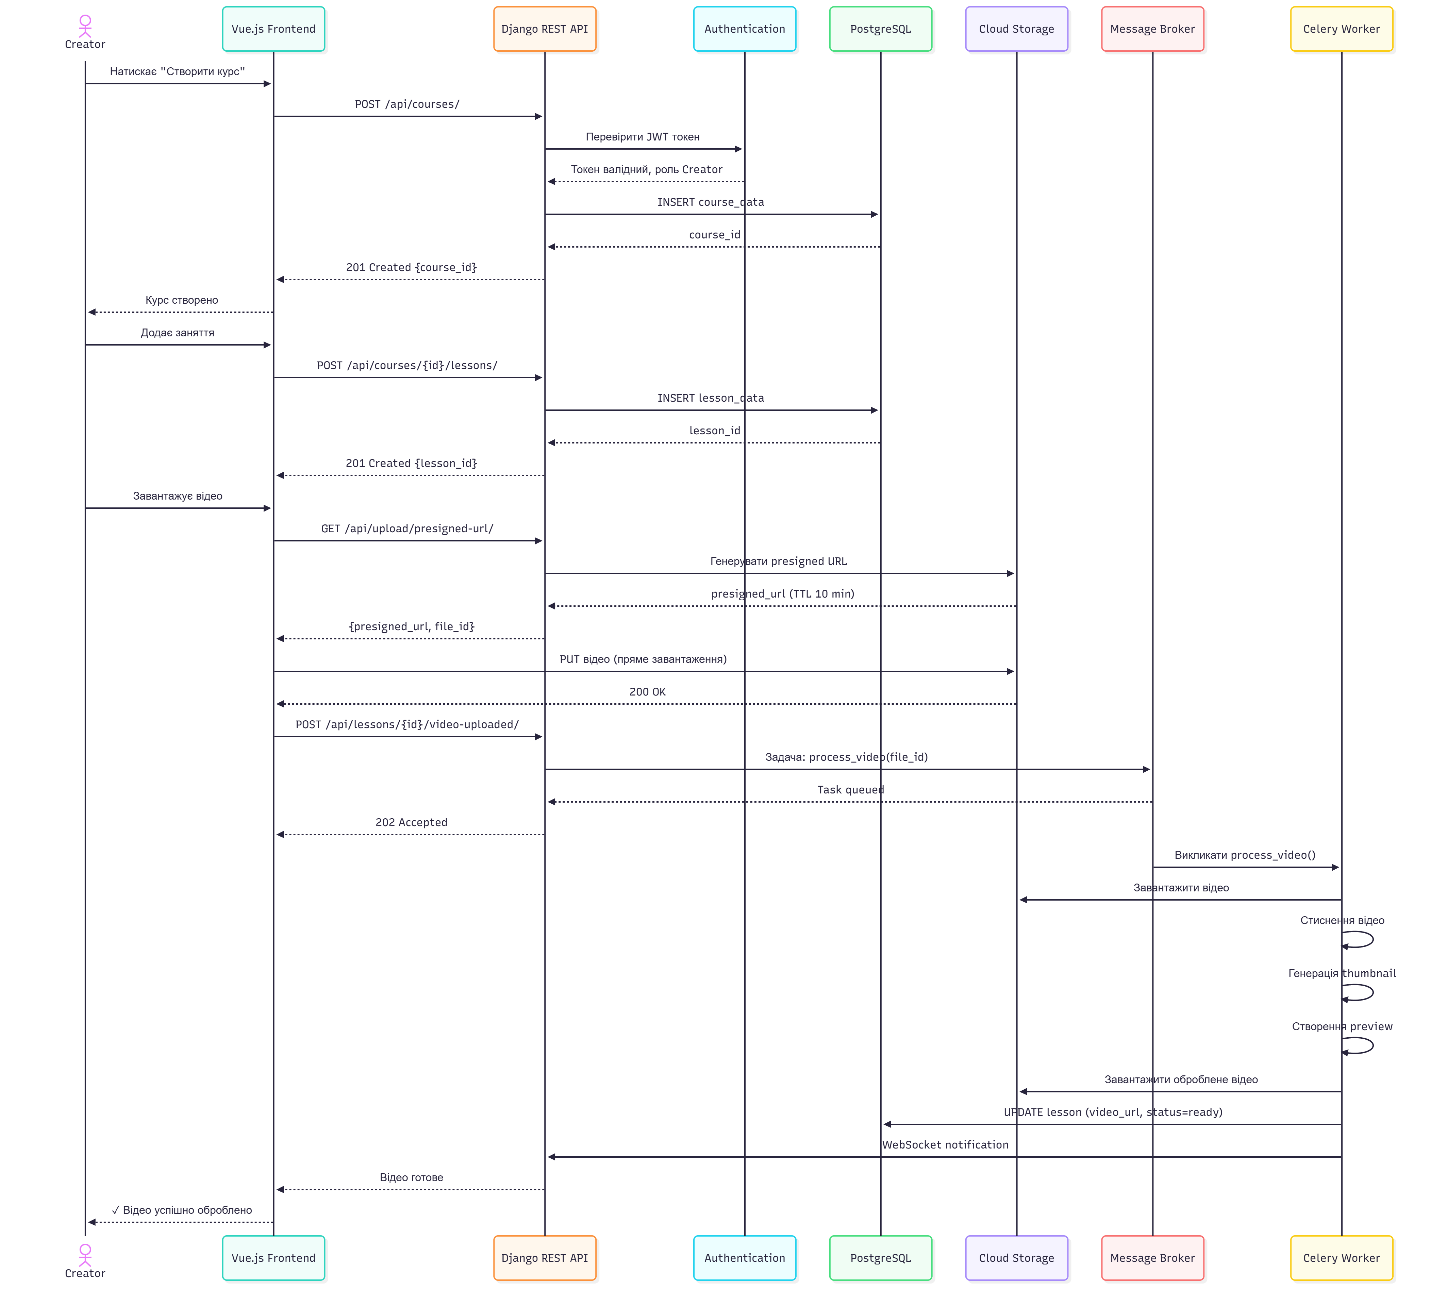 Creator
Vue.js Frontend
Django REST API
Authentication
PostgreSQL
Cloud Storage
Message Broker
Celery Worker
Натискає "Створити курс"
POST /api/courses/
Перевірити JWT токен
Токен валідний, роль Creator
INSERT course_data
course_id
201 Created {course_id}
Курс створено
Додає заняття
POST /api/courses/{id}/lessons/
INSERT lesson_data
lesson_id
201 Created {lesson_id}
Завантажує відео
GET /api/upload/presigned-url/
Генерувати presigned URL
presigned_url (TTL 10 min)
{presigned_url, file_id}
PUT відео (пряме завантаження)
200 OK
POST /api/lessons/{id}/video-uploaded/
Задача: process_video(file_id)
Task queued
202 Accepted
Викликати process_video()
Завантажити відео
Стиснення відео
Генерація thumbnail
Створення preview
Завантажити оброблене відео
UPDATE lesson (video_url, status=ready)
WebSocket notification
Відео готове
✓ Відео успішно оброблено
Creator
Vue.js Frontend
Django REST API
Authentication
PostgreSQL
Cloud Storage
Message Broker
Celery Worker